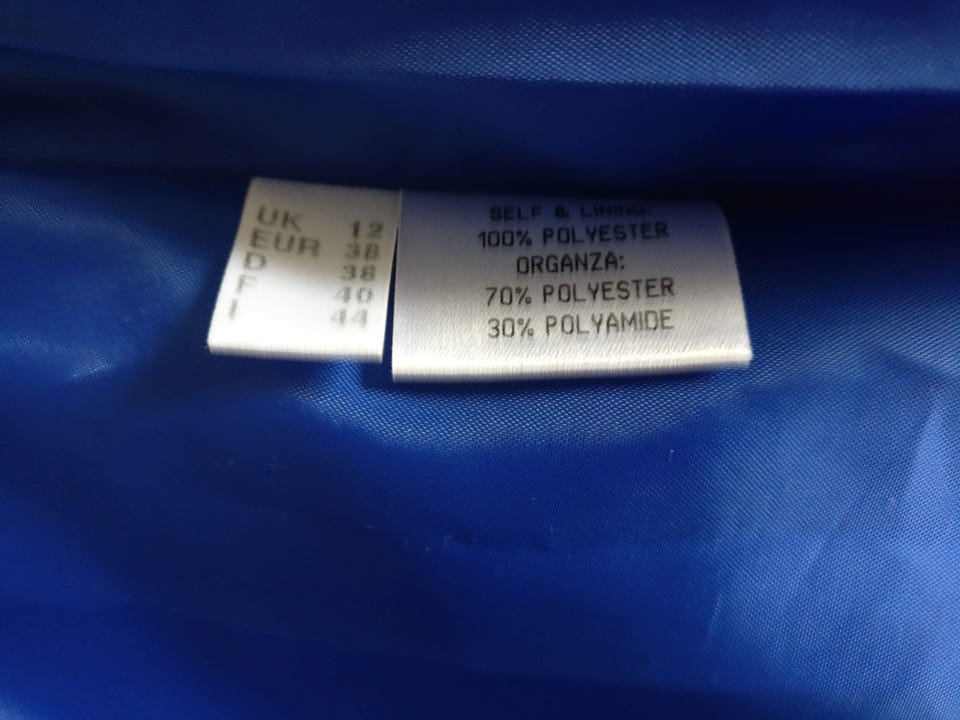 UK 12
EUR 38
D 38
F 40
I 44
SELF & LINING:
100% POLYESTER
ORGANZA:
70% POLYESTER
30% POLYAMIDE